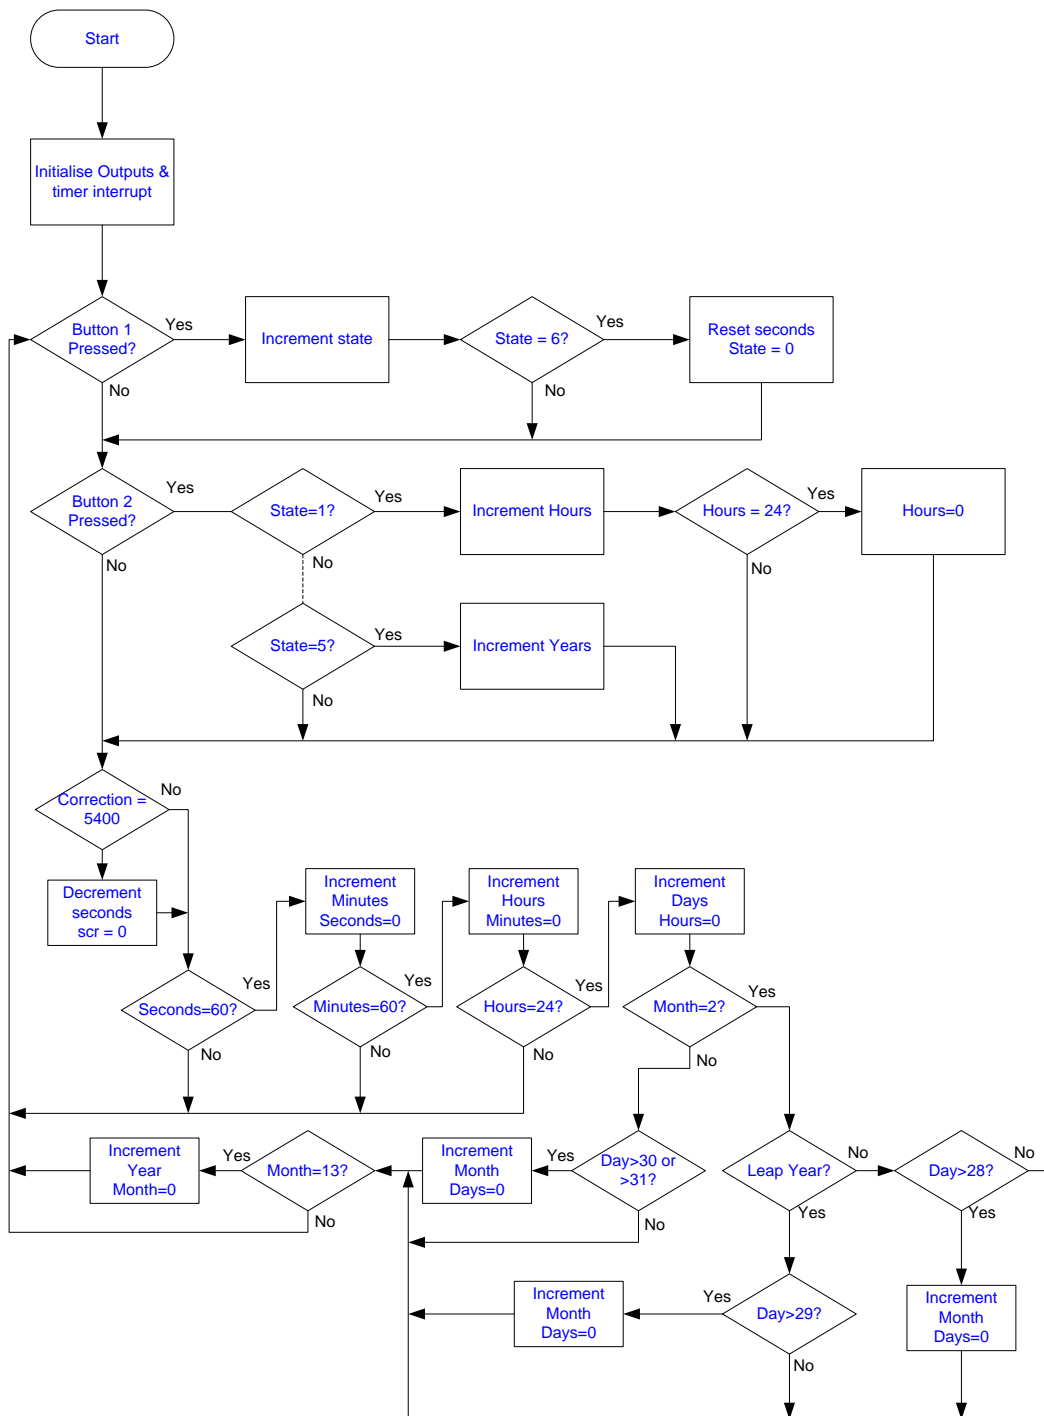 Start
Initialise Outputs &
timer interrupt
Button 1
Pressed?
Yes
No
Increment state
State = 6?
Yes
No
Reset seconds
State = 0
Button 2
Pressed?
Yes
No
State=1?
Yes
No
Increment Hours
Hours = 24?
Yes
No
Hours=0
State=5?
Yes
No
Increment Years
Correction =
5400
No
Decrement
seconds
scr = 0
Seconds=60?
Yes
No
Increment
Minutes
Seconds=0
Minutes=60?
Yes
No
Increment
Hours
Minutes=0
Hours=24?
Yes
No
Increment
Days
Hours=0
Month=2?
Yes
No
Increment
Year
Month=0
Yes
Month=13?
No
Increment
Month
Days=0
Yes
Day>30 or
>31?
No
Leap Year?
No
Yes
Day>28?
No
Yes
Increment
Month
Days=0
Yes
Day>29?
No
Increment
Month
Days=0